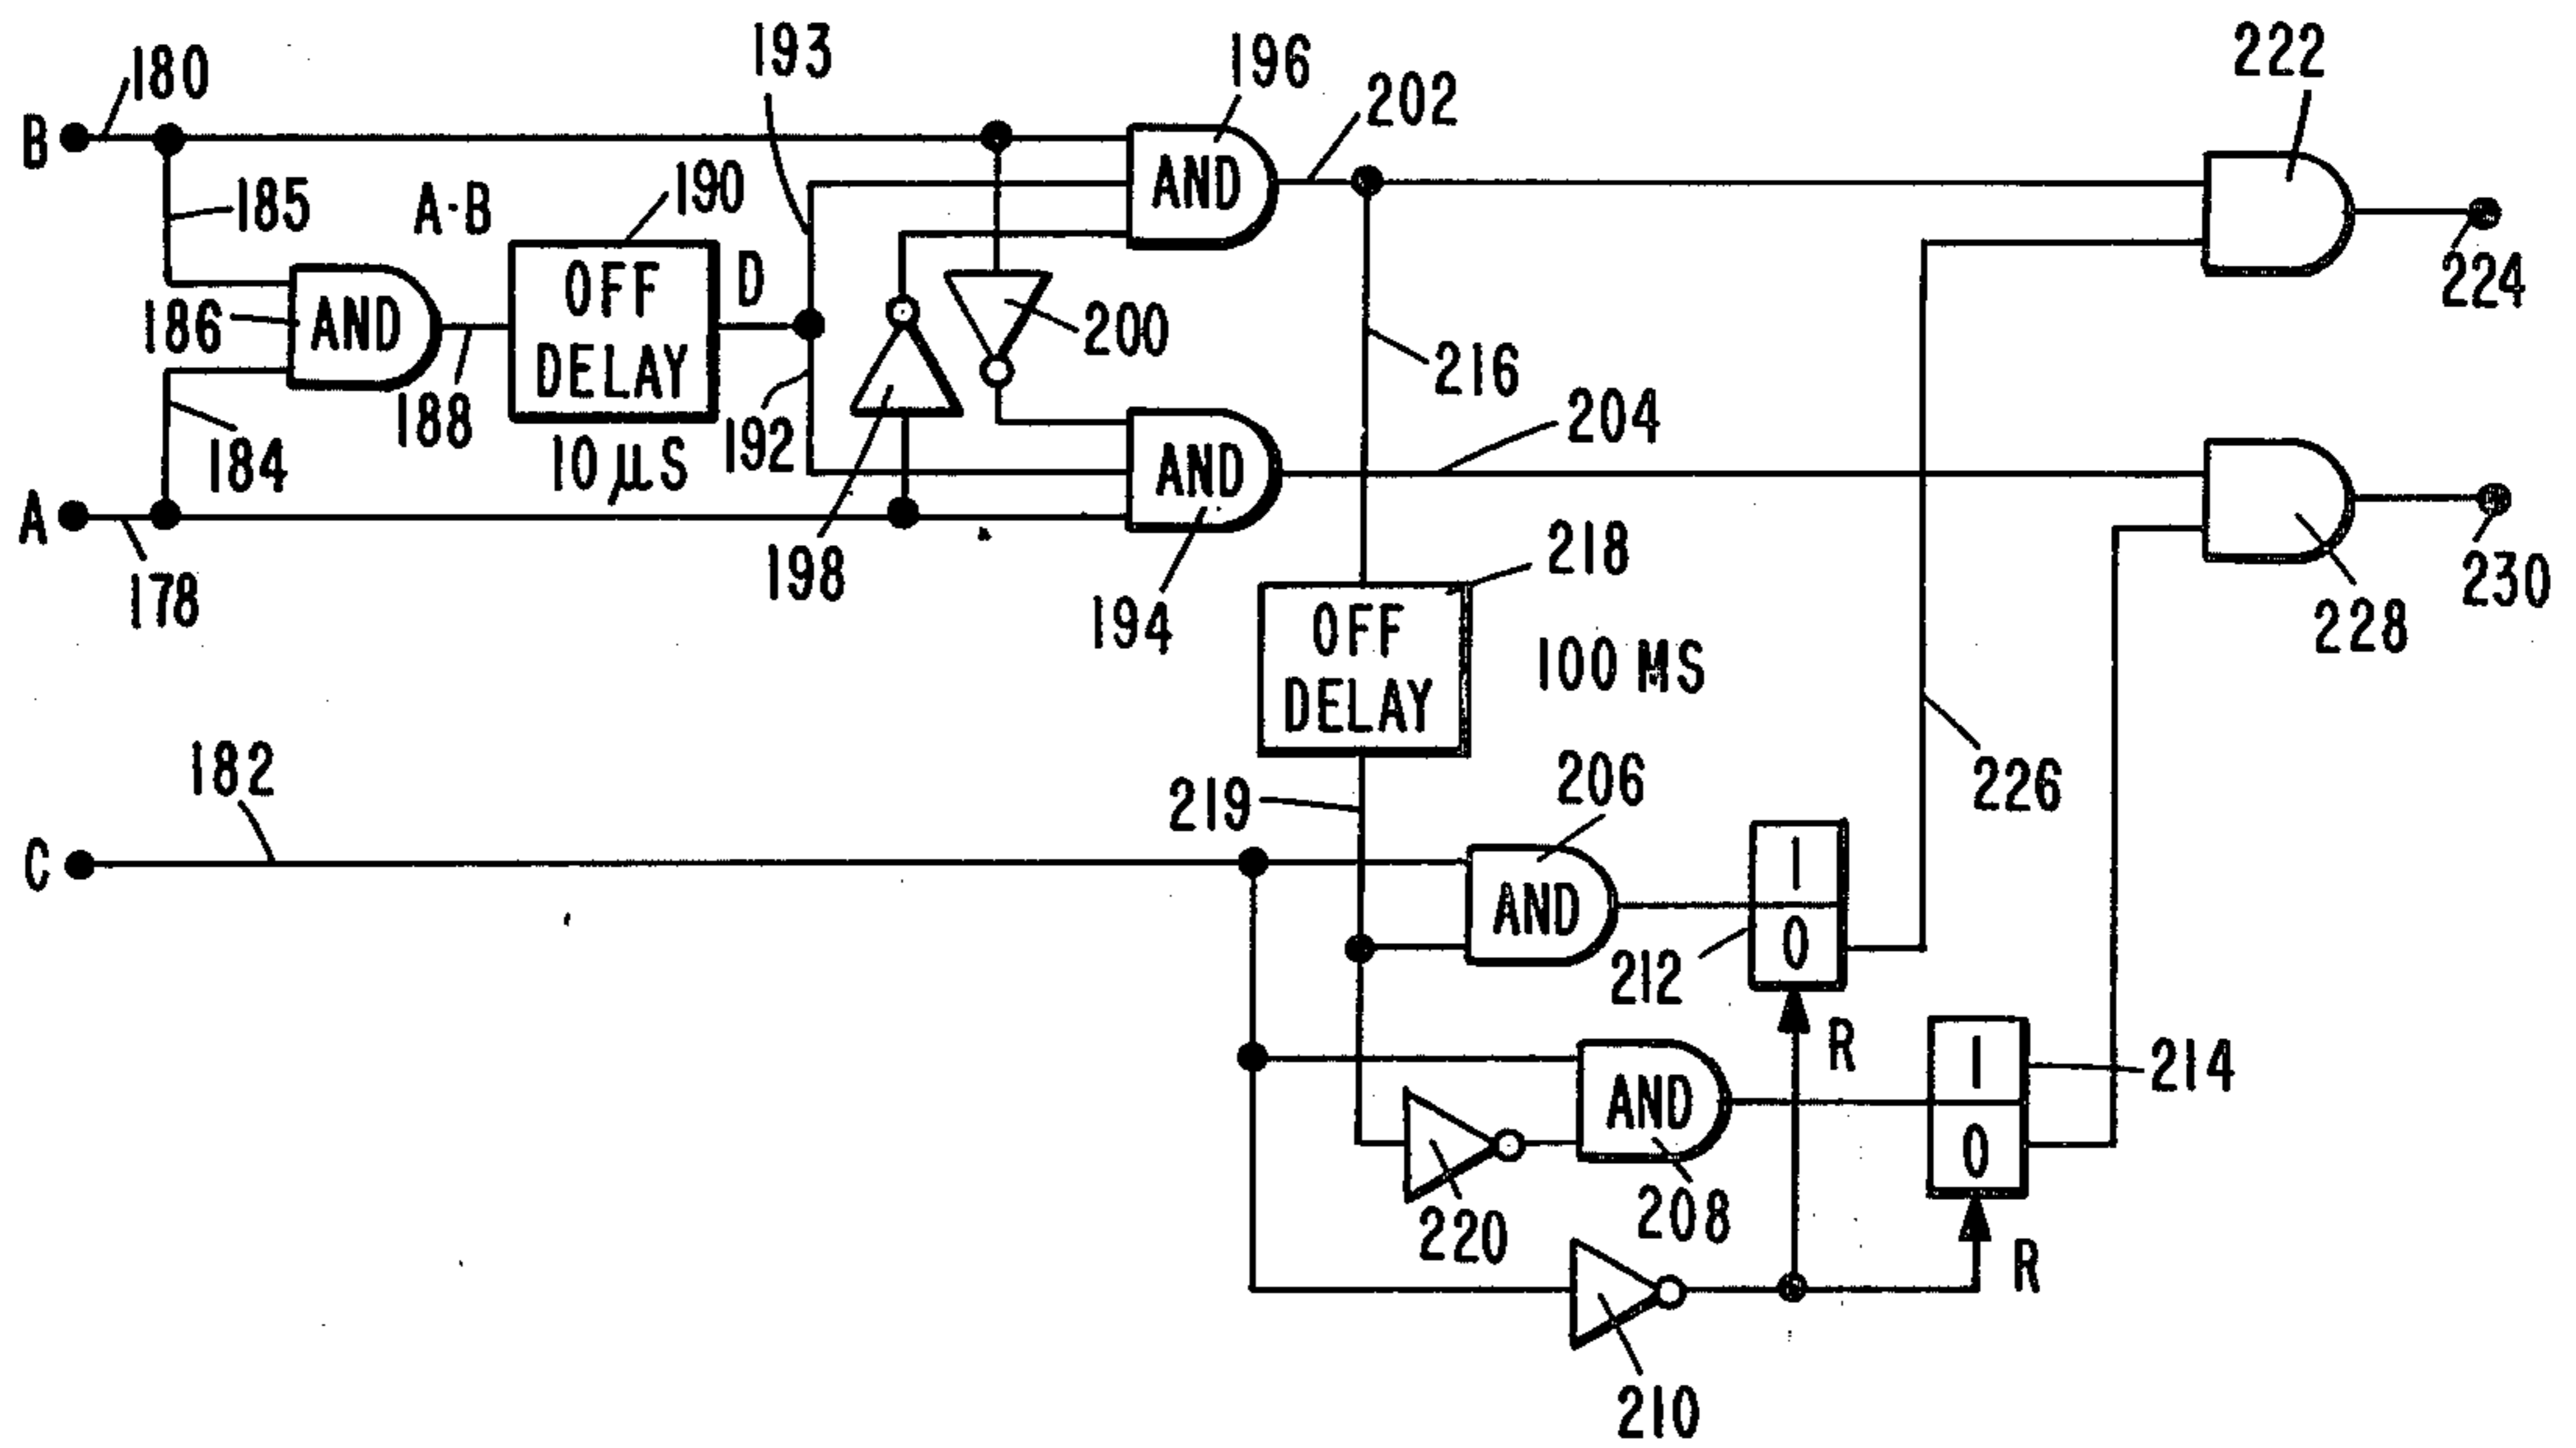 B
180
185
A·B
186
AND
188
184
A
178
190
OFF
DELAY
10 μS
D
193
192
198
200
196
AND
202
AND
194
204
216
218
OFF
DELAY
100 MS
219
C
182
206
AND
212
1
0
R
AND
208
220
210
214
1
0
R
226
222
224
228
230